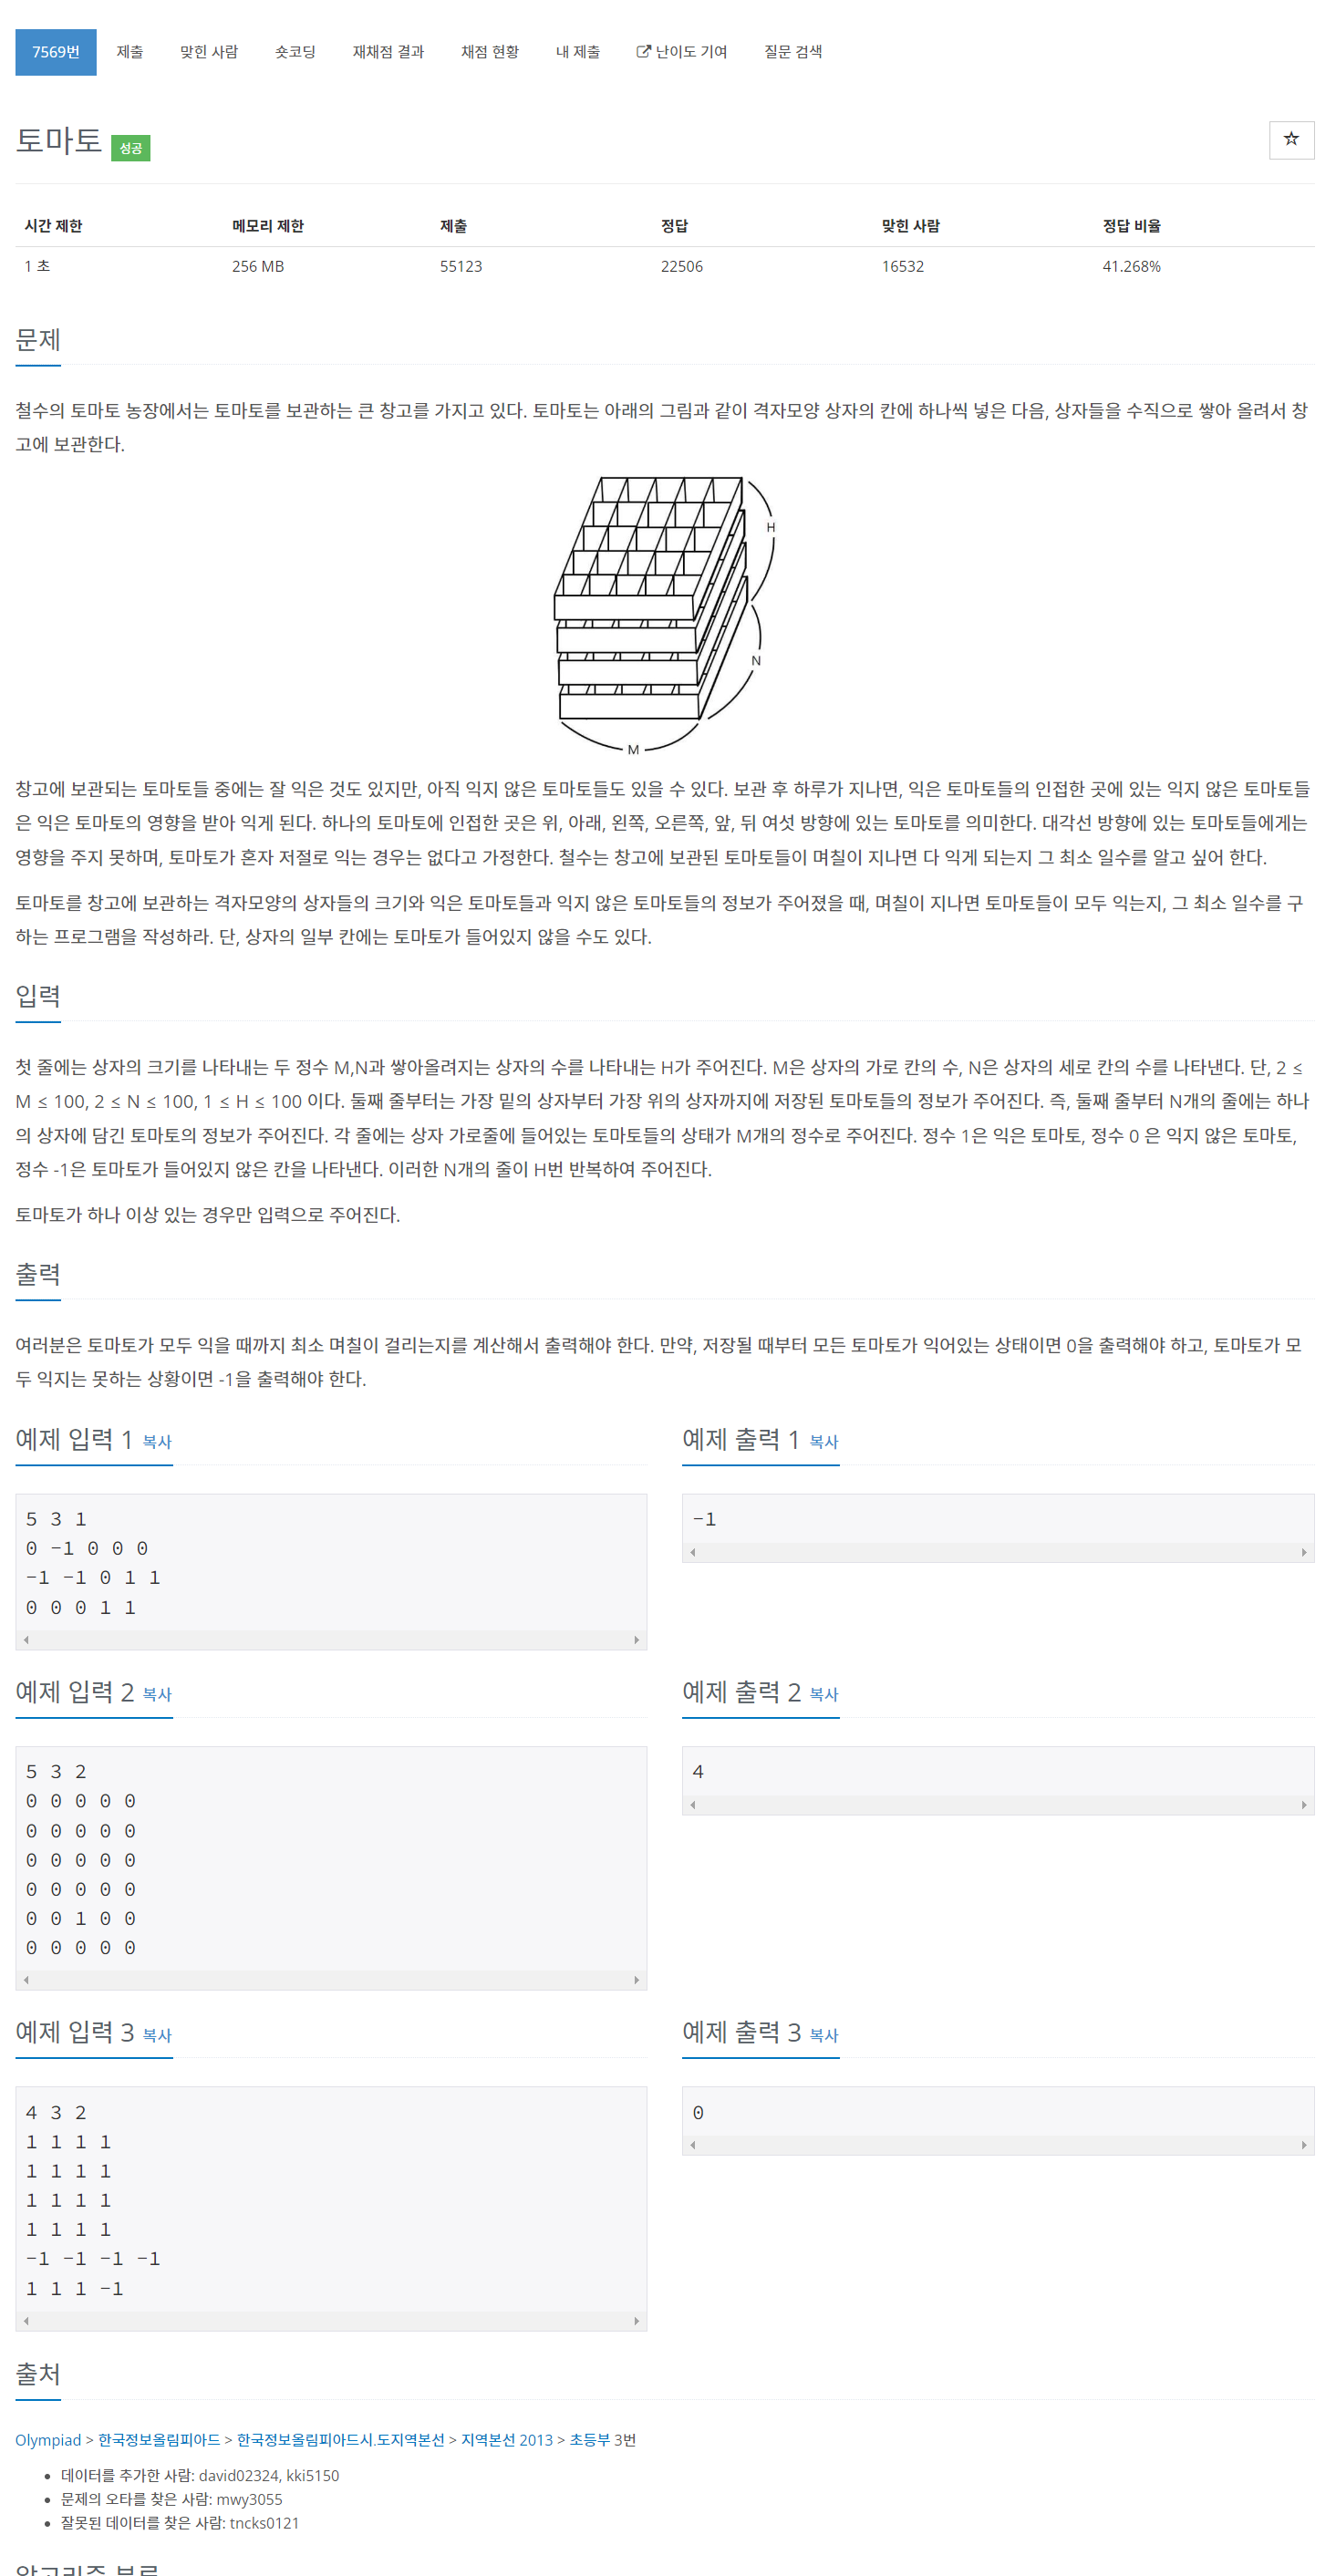 7569번 제출 맞힌 사람 숏코딩 재채점 결과 채점 현황 내 제출 난이도 기여 질문 검색
토마토 성공
시간 제한 메모리 제한 제출 정답 맞힌 사람 정답 비율
1 초 256 MB 55123 22506 16532 41.268%
문제
철수의 토마토 농장에서는 토마토를 보관하는 큰 창고를 가지고 있다. 토마토는 아래의 그림과 같이 격자모양 상자의 칸에 하나씩 넣은 다음, 상자들을 수직으로 쌓아 올려서 창
고에 보관한다.
H
N
M
창고에 보관되는 토마토들 중에는 잘 익은 것도 있지만, 아직 익지 않은 토마토들도 있을 수 있다. 보관 후 하루가 지나면, 익은 토마토들의 인접한 곳에 있는 익지 않은 토마토들
은 익은 토마토의 영향을 받아 익게 된다. 하나의 토마토에 인접한 곳은 위, 아래, 왼쪽, 오른쪽, 앞, 뒤 여섯 방향에 있는 토마토를 의미한다. 대각선 방향에 있는 토마토들에게는
영향을 주지 못하며, 토마토가 혼자 저절로 익는 경우는 없다고 가정한다. 철수는 창고에 보관된 토마토들이 며칠이 지나면 다 익게 되는지 그 최소 일수를 알고 싶어 한다.
토마토를 창고에 보관하는 격자모양의 상자들의 크기와 익은 토마토들과 익지 않은 토마토들의 정보가 주어졌을 때, 며칠이 지나면 토마토들이 모두 익는지, 그 최소 일수를 구
하는 프로그램을 작성하라. 단, 상자의 일부 칸에는 토마토가 들어있지 않을 수도 있다.
입력
첫 줄에는 상자의 크기를 나타내는 두 정수 M,N과 쌓아올려지는 상자의 수를 나타내는 H가 주어진다. M은 상자의 가로 칸의 수, N은 상자의 세로 칸의 수를 나타낸다. 단, 2 ≤
M ≤ 100, 2 ≤ N ≤ 100, 1 ≤ H ≤ 100 이다. 둘째 줄부터는 가장 밑의 상자부터 가장 위의 상자까지에 저장된 토마토들의 정보가 주어진다. 즉, 둘째 줄부터 N개의 줄에는 하나
의 상자에 담긴 토마토의 정보가 주어진다. 각 줄에는 상자 가로줄에 들어있는 토마토들의 상태가 M개의 정수로 주어진다. 정수 1은 익은 토마토, 정수 0 은 익지 않은 토마토,
정수 -1은 토마토가 들어있지 않은 칸을 나타낸다. 이러한 N개의 줄이 H번 반복하여 주어진다.
토마토가 하나 이상 있는 경우만 입력으로 주어진다.
출력
여러분은 토마토가 모두 익을 때까지 최소 며칠이 걸리는지를 계산해서 출력해야 한다. 만약, 저장될 때부터 모든 토마토가 익어있는 상태이면 0을 출력해야 하고, 토마토가 모
두 익지는 못하는 상황이면 -1을 출력해야 한다.
예제 입력 1 복사
5 3 1
0 -1 0 0 0
-1 -1 0 1 1
0 0 0 1 1
예제 출력 1 복사
-1
예제 입력 2 복사
5 3 2
0 0 0 0 0
0 0 0 0 0
0 0 0 0 0
0 0 0 0 0
0 0 1 0 0
0 0 0 0 0
예제 출력 2 복사
4
예제 입력 3 복사
4 3 2
1 1 1 1
1 1 1 1
1 1 1 1
1 1 1 1
-1 -1 -1 -1
1 1 1 -1
예제 출력 3 복사
0
출처
Olympiad > 한국정보올림피아드 > 한국정보올림피아드시.도지역본선 > 지역본선 2013 > 초등부 3번
데이터를 추가한 사람: david02324, kki5150
문제의 오타를 찾은 사람: mwy3055
잘못된 데이터를 찾은 사람: tncks0121
알고리즘 분류